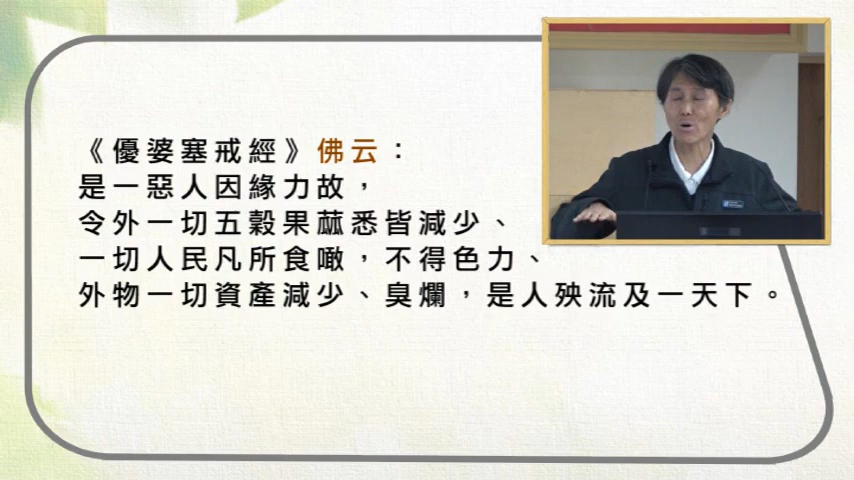 《優婆塞戒經》佛云：
是一惡人因緣力故，
令外一切五穀果蓏悉皆減少、
一切人民凡所食噉，不得色力、
外物一切資產減少、臭爛，是人殃流及一天下。